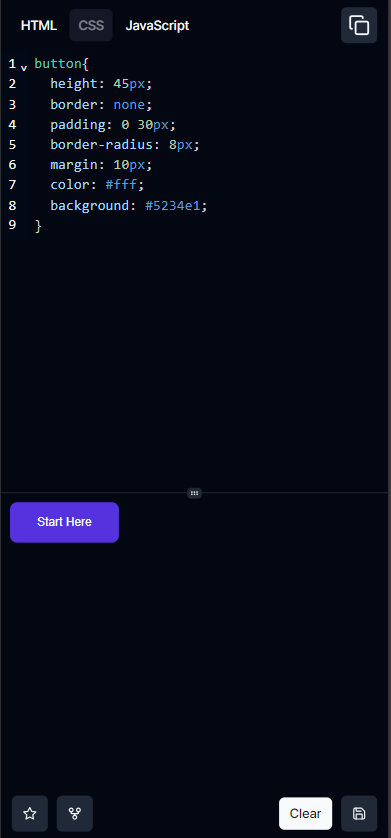 HTML CSS JavaScript
1 button{
2 height: 45px;
3 border: none;
4 padding: 0 30px;
5 border-radius: 8px;
6 margin: 10px;
7 color: #fff;
8 background: #5234e1;
9 }
Start Here
Clear